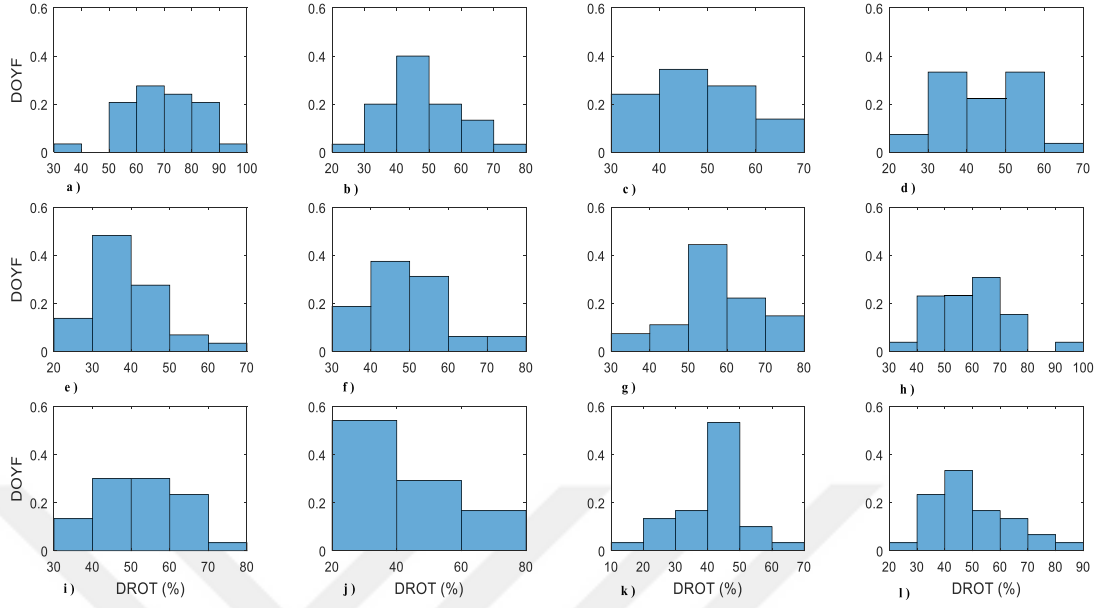 0.6 0.6 0.6 0.6
DOYF 0.4 0.4 0.4 0.4
0.2 0.2 0.2 0.2
0 0 0 0
30 40 50 60 70 80 90 100 20 30 40 50 60 70 80 30 40 50 60 70 20 30 40 50 60 70
a ) b ) c ) d )
0.6 0.6 0.6 0.6
DOYF 0.4 0.4 0.4 0.4
0.2 0.2 0.2 0.2
0 0 0 0
20 30 40 50 60 70 30 40 50 60 70 80 30 40 50 60 70 80 30 40 50 60 70 80 90 100
e ) f ) g ) h )
0.6 0.6 0.6 0.6
DOYF 0.4 0.4 0.4 0.4
0.2 0.2 0.2 0.2
0 0 0 0
30 40 50 60 70 80 20 40 60 80 10 20 30 40 50 60 70 20 30 40 50 60 70 80 90
i ) DROT (%) j ) DROT (%) k ) DROT (%) l ) DROT (%)